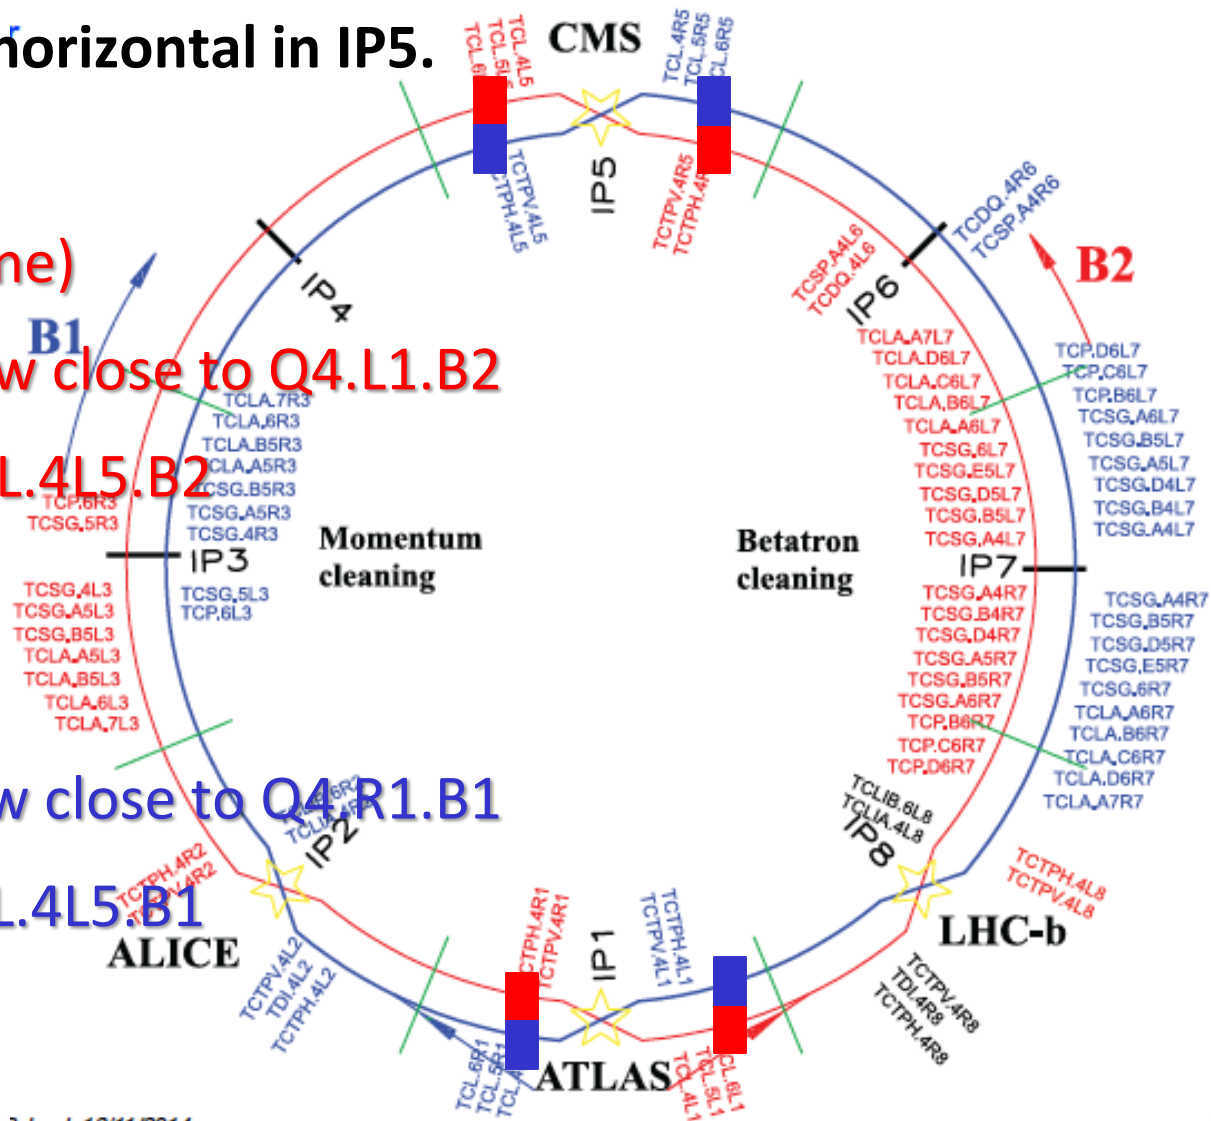 horizontal in IP5.
CMS
TCL.4L5
TCL.4R5
TCL.5R5
TCTPV.4L5
TCTPH.4L5
IP5
TCTPV.4R5
TCDQ.4R6
TCSP.A4R6
TCSP.A4L6
TCDQ.4L6
IP6
IP4
B1
B2
close to Q4.L1.B2
L.4L5.B2
TCLA.7R3
TCLA.6R3
TCLA.B5R3
TCLA.A5R3
TCSG.B5R3
TCSG.A5R3
TCSG.4R3
TCP.6R3
TCSG.5R3
IP3
TCSG.5L3
TCP.6L3
TCSG.4L3
TCSG.A5L3
TCSG.B5L3
TCLA.A5L3
TCLA.B5L3
TCLA.6L3
TCLA.7L3
Momentum
cleaning
Betatron
cleaning
TCLA.A7L7
TCLA.D6L7
TCLA.C6L7
TCLA.B6L7
TCLA.A6L7
TCSG.6L7
TCSG.E5L7
TCSG.D5L7
TCSG.B5L7
TCSG.A4L7
IP7
TCSG.A4R7
TCSG.B4R7
TCSG.D4R7
TCSG.A5R7
TCSG.B5R7
TCSG.A6R7
TCP.B6R7
TCP.C6R7
TCP.D6R7
TCP.D6L7
TCP.C6L7
TCP.B6L7
TCSG.A6L7
TCSG.B5L7
TCSG.A5L7
TCSG.D4L7
TCSG.B4L7
TCSG.A4L7
TCSG.A4R7
TCSG.B5R7
TCSG.D5R7
TCSG.E5R7
TCSG.6R7
TCLA.A6R7
TCLA.B6R7
TCLA.C6R7
TCLA.D6R7
TCLA.A7R7
close to Q4.R1.B1
L.4L5.B1
IP2
TCTPH.4R2
ALICE
TCTPV.4L2
TDI.4L2
TCTPH.4L2
TCLIB.6L8
TCLIA.4L8
IP8
TCTPH.4L8
TCTPV.4L8
LHC-b
TCTPV.4R8
TDI.4R8
TCTPH.4R8
TCTPH.4R1
TCTPV.4R1
IP1
TCTPH.4L1
TCTPV.4L1
TCL.6R1
TCL.5R1
ATLAS
TCL.6L1
TCL.5L1
TCL.4L1